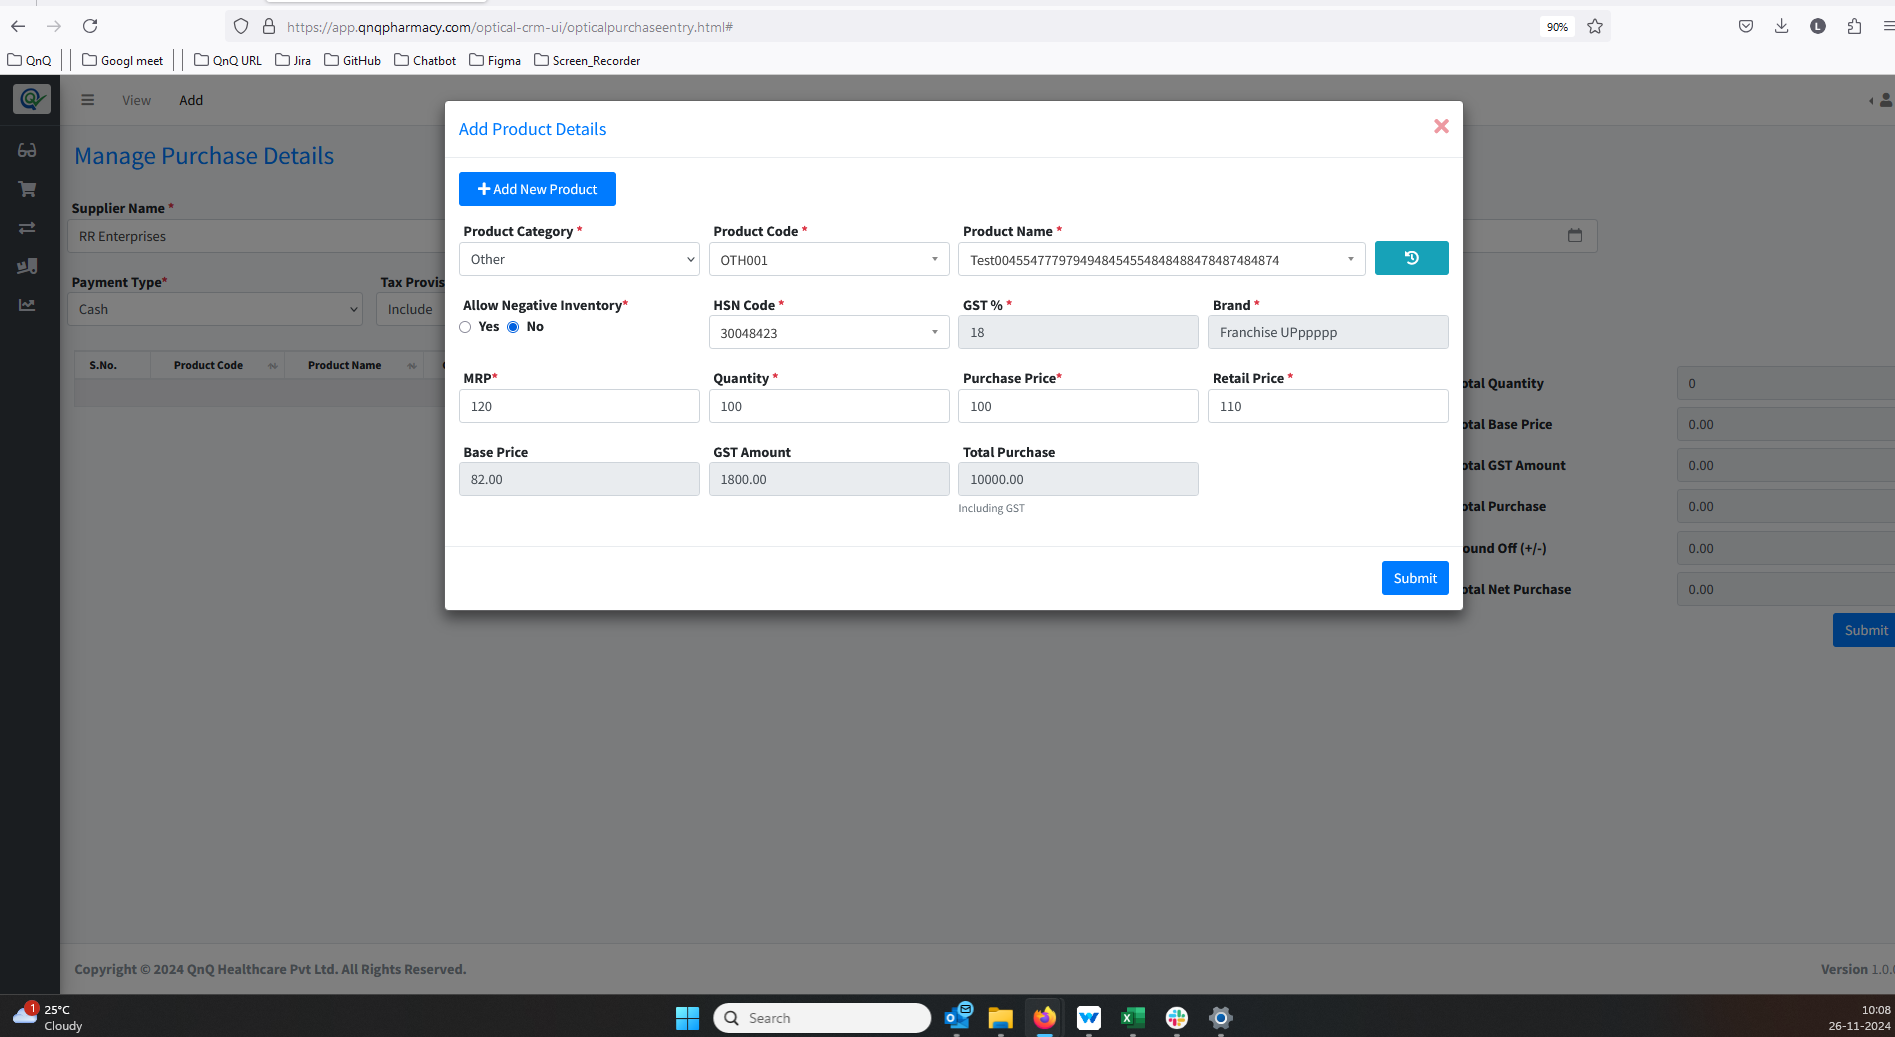 https://app.qnqpharmacy.com/optical-crm-ui/opticalpurchaseentry.html#
90%
L
QnQ
Googl meet
QnQ URL
Jira
GitHub
Chatbot
Figma
Screen_Recorder
View
Add
Manage Purchase Details
Supplier Name *
RR Enterprises
Payment Type*
Tax Provis
Cash
Include
S.No.
Product Code
Product Name
Add Product Details
Add New Product
Product Category *
Product Code *
Product Name *
Other
OTH001
Test00455477797949484545548484884784874848​74
Allow Negative Inventory*
HSN Code *
GST % *
Brand *
Yes
No
30048423
18
Franchise UPppppp
MRP*
Quantity *
Purchase Price*
Retail Price *
120
100
100
110
Base Price
GST Amount
Total Purchase
82.00
1800.00
10000.00
Including GST
Submit
otal Quantity
0
otal Base Price
0.00
otal GST Amount
0.00
otal Purchase
0.00
ound Off (+/-)
0.00
otal Net Purchase
0.00
Submit
Copyright © 2024 QnQ Healthcare Pvt Ltd. All Rights Reserved.
Version 1.0.0
1
25°C
Cloudy
Search
10:08
26-11-2024